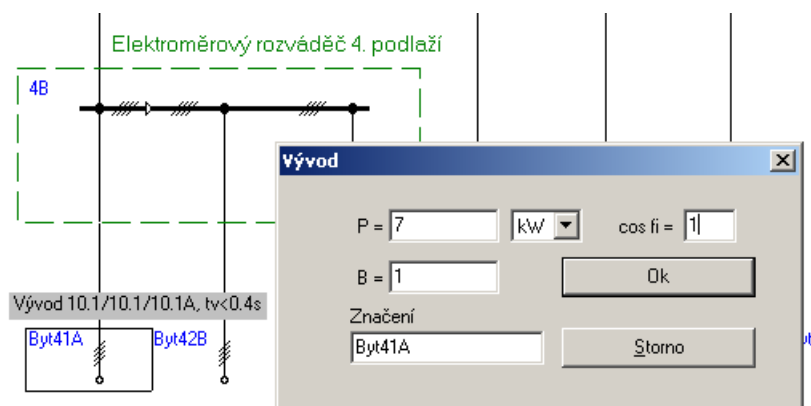 Elektroměrový rozváděč 4. podlaží
4B
Vývod
P = 7 kW cos fi = 1
B = 1 Ok
Značení
Vývod 10.1/10.1/10.1A, tv<0.4s
Byt41A Byt42B Byt41A Storno